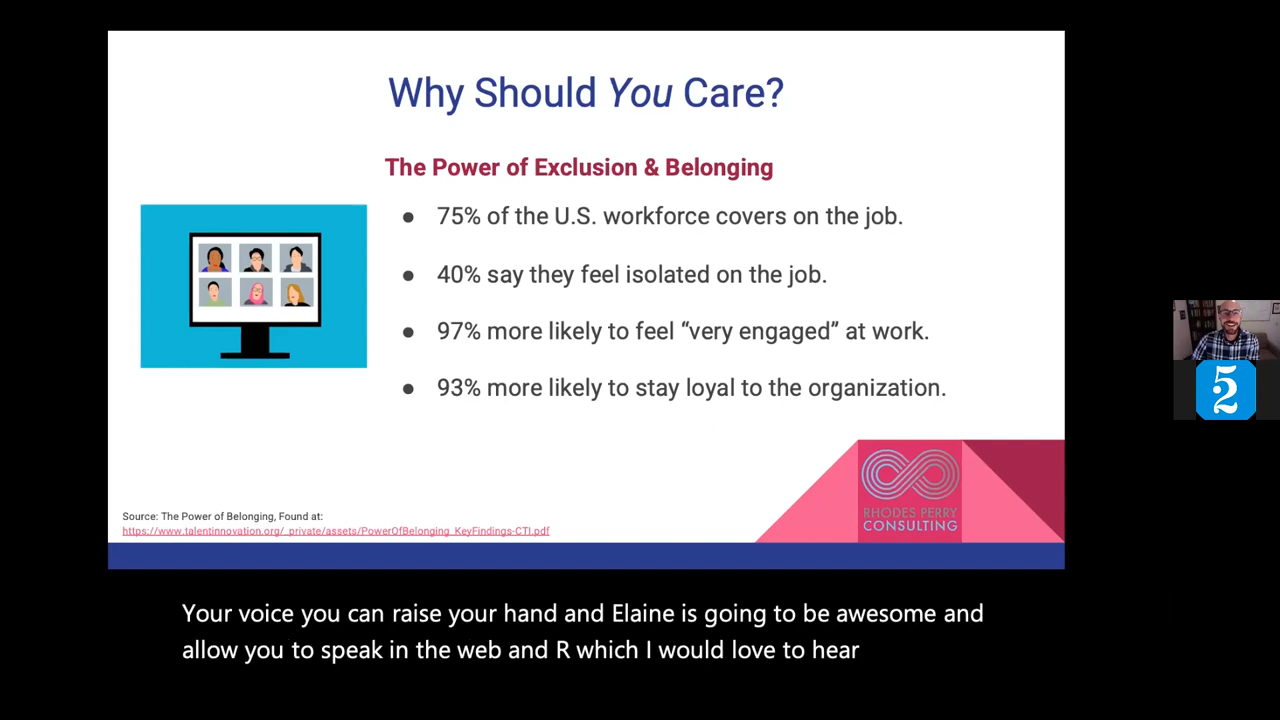 Why Should You Care?
The Power of Exclusion & Belonging
● 75% of the U.S. workforce covers on the job.
● 40% say they feel isolated on the job.
● 97% more likely to feel “very engaged” at work.
● 93% more likely to stay loyal to the organization.
RHODES PERRY
CONSULTING
Source: The Power of Belonging, Found at:
https://www.talentinnovation.org/_private/assets/PowerOfBelonging_KeyFindings-CTI.pdf
5
2
Your voice you can raise your hand and Elaine is going to be awesome and
allow you to speak in the web and R which I would love to hear